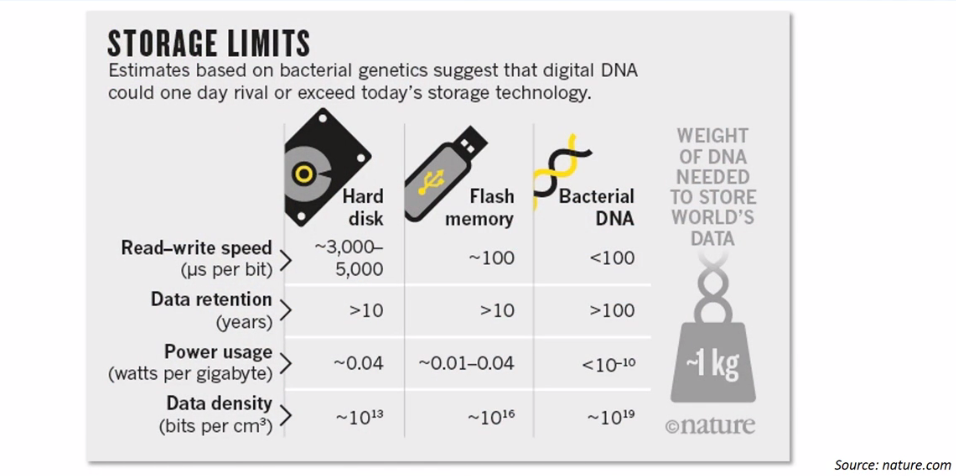 STORAGE LIMITS
Estimates based on bacterial genetics suggest that digital DNA
could one day rival or exceed today's storage technology.
Hard
disk
Flash
memory
Bacterial
DNA
Read–write speed
(μs per bit)
~3,000–
5,000
~100
<100
Data retention
(years)
>10
>10
>100
Power usage
(watts per gigabyte)
~0.04
~0.01–0.04
<10⁻¹⁰
Data density
(bits per cm³)
~10¹³
~10¹⁶
~10¹⁹
WEIGHT
OF DNA
NEEDED
TO STORE
WORLD'S
DATA
~1 kg
©nature
Source: nature.com